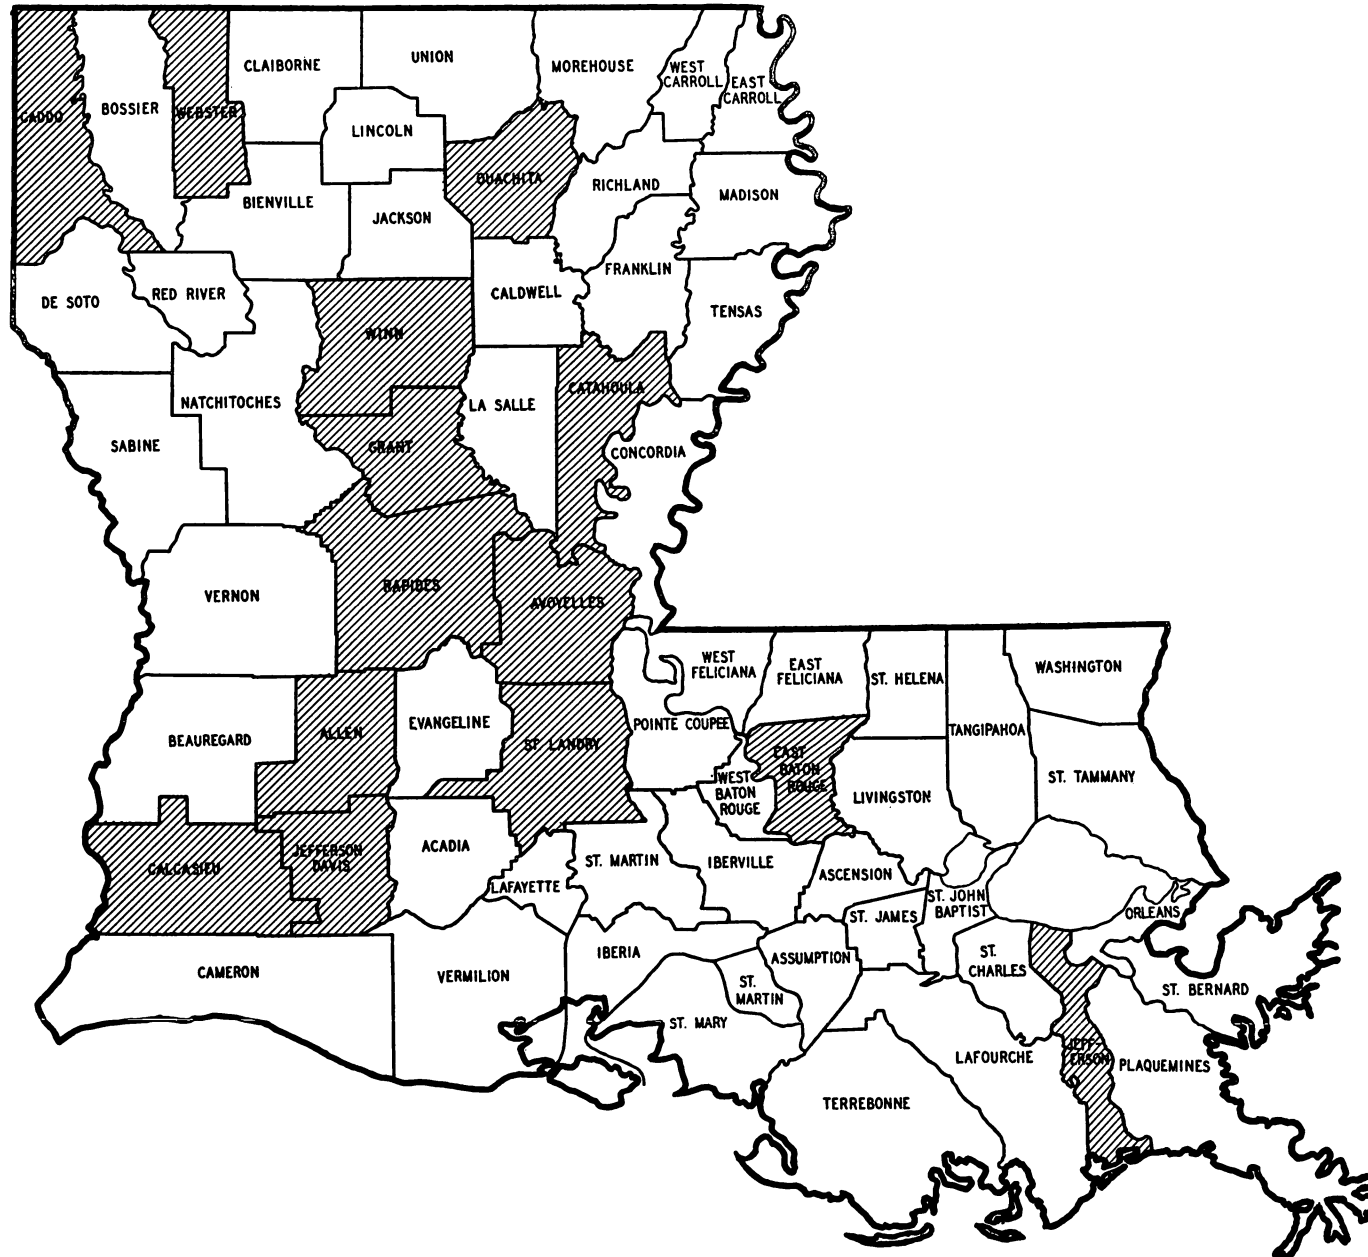 CLAIBORNE
UNION
MOREHOUSE
WEST
CARROLL
EAST
CARROLL
CADDO
BOSSIER
WEBSTER
LINCOLN
OUACHITA
RICHLAND
MADISON
BIENVILLE
JACKSON
FRANKLIN
DE SOTO
RED RIVER
CALDWELL
TENSAS
WINN
NATCHITOCHES
LA SALLE
CATAHOULA
SABINE
GRANT
CONCORDIA
VERNON
RAPIDES
AVOYELLES
WEST
FELICIANA
EAST
FELICIANA
ST. HELENA
WASHINGTON
BEAUREGARD
ALLEN
EVANGELINE
ST. LANDRY
POINTE COUPEE
TANGIPAHOA
EAST
BATON
ROUGE
WEST
BATON
ROUGE
LIVINGSTON
ST. TAMMANY
CALCASIEU
JEFFERSON
DAVIS
ACADIA
LAFAYETTE
ST. MARTIN
IBERVILLE
ASCENSION
ST. JAMES
ST. JOHN
BAPTIST
ORLEANS
CAMERON
VERMILION
IBERIA
ST.
MARTIN
ASSUMPTION
ST.
CHARLES
ST. BERNARD
ST. MARY
LAFOURCHE
JEFF-
ERSON
PLAQUEMINES
TERREBONNE